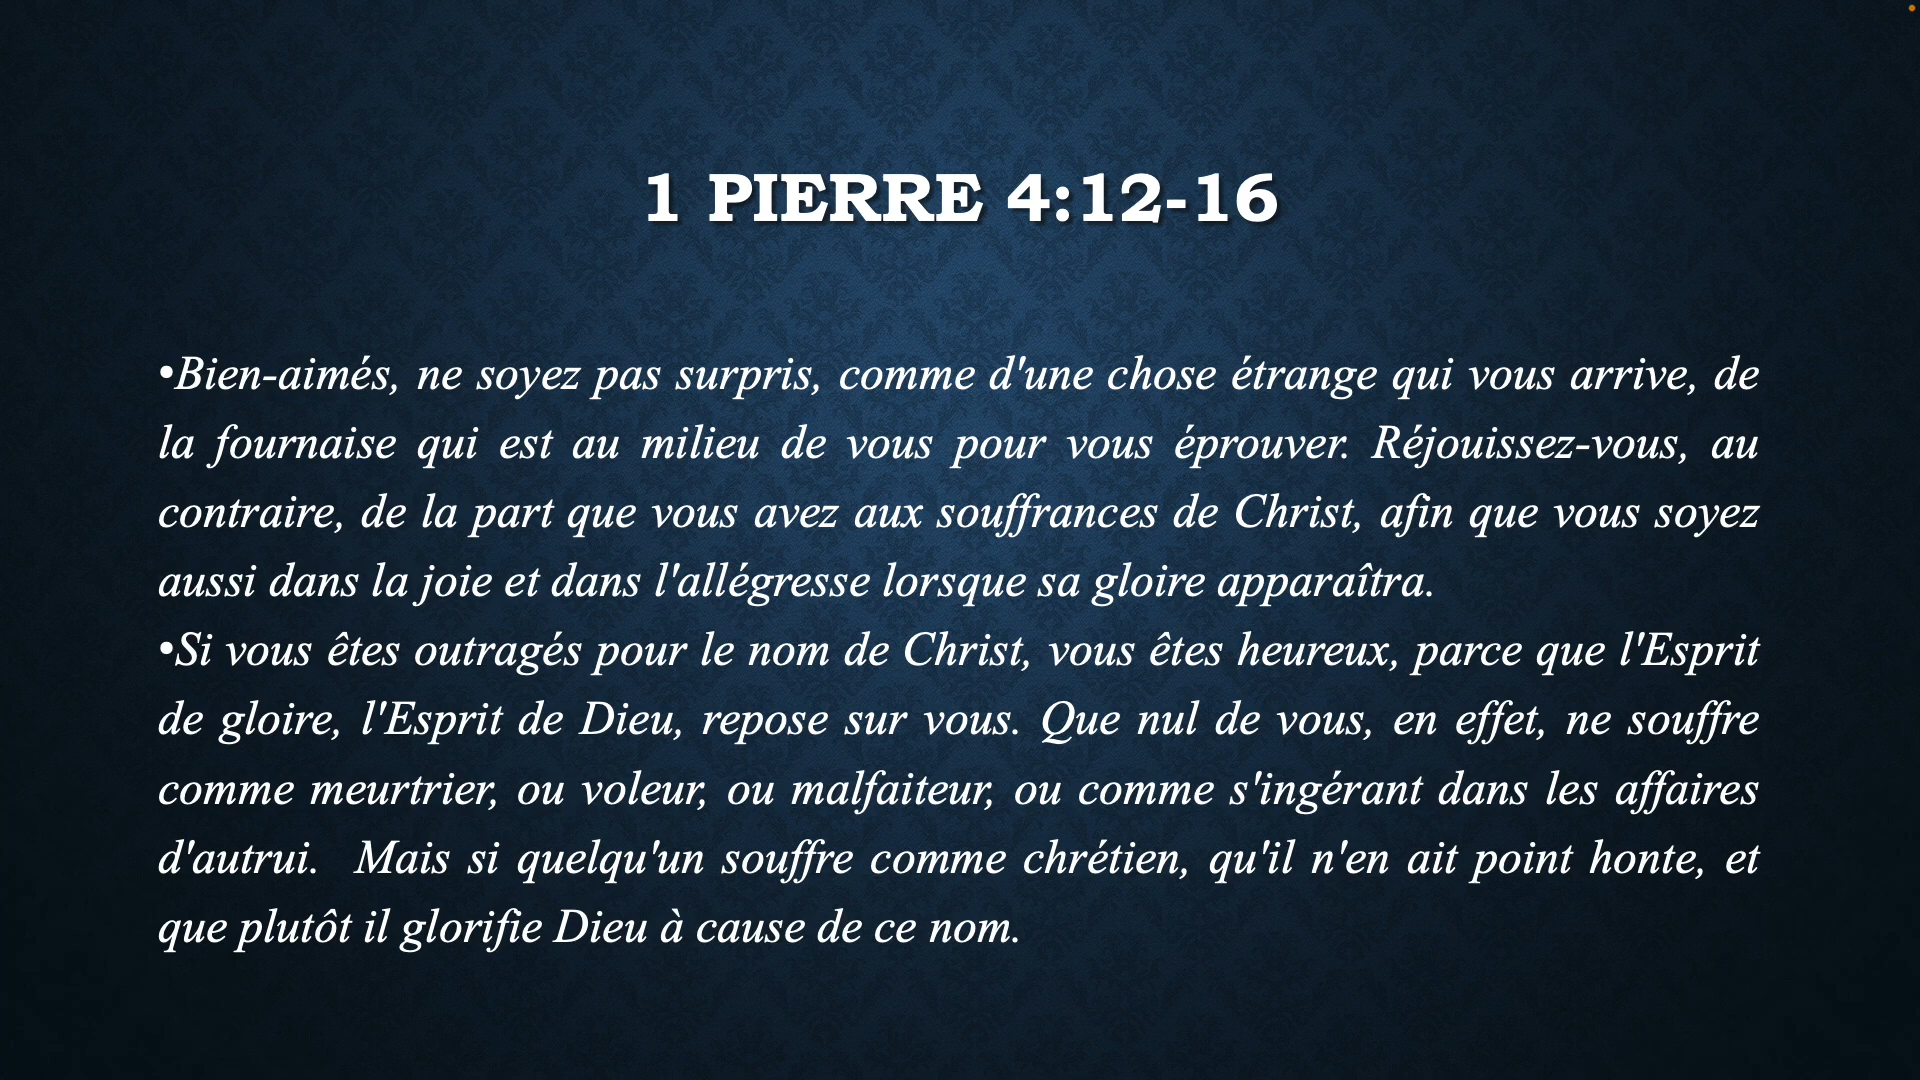 1 PIERRE 4:12-16
•Bien-aimés, ne soyez pas surpris, comme d'une chose étrange qui vous arrive, de
la fournaise qui est au milieu de vous pour vous éprouver. Réjouissez-vous, au
contraire, de la part que vous avez aux souffrances de Christ, afin que vous soyez
aussi dans la joie et dans l'allégresse lorsque sa gloire apparaîtra.
•Si vous êtes outragés pour le nom de Christ, vous êtes heureux, parce que l'Esprit
de gloire, l'Esprit de Dieu, repose sur vous. Que nul de vous, en effet, ne souffre
comme meurtrier, ou voleur, ou malfaiteur, ou comme s'ingérant dans les affaires
d'autrui.  Mais si quelqu'un souffre comme chrétien, qu'il n'en ait point honte, et
que plutôt il glorifie Dieu à cause de ce nom.